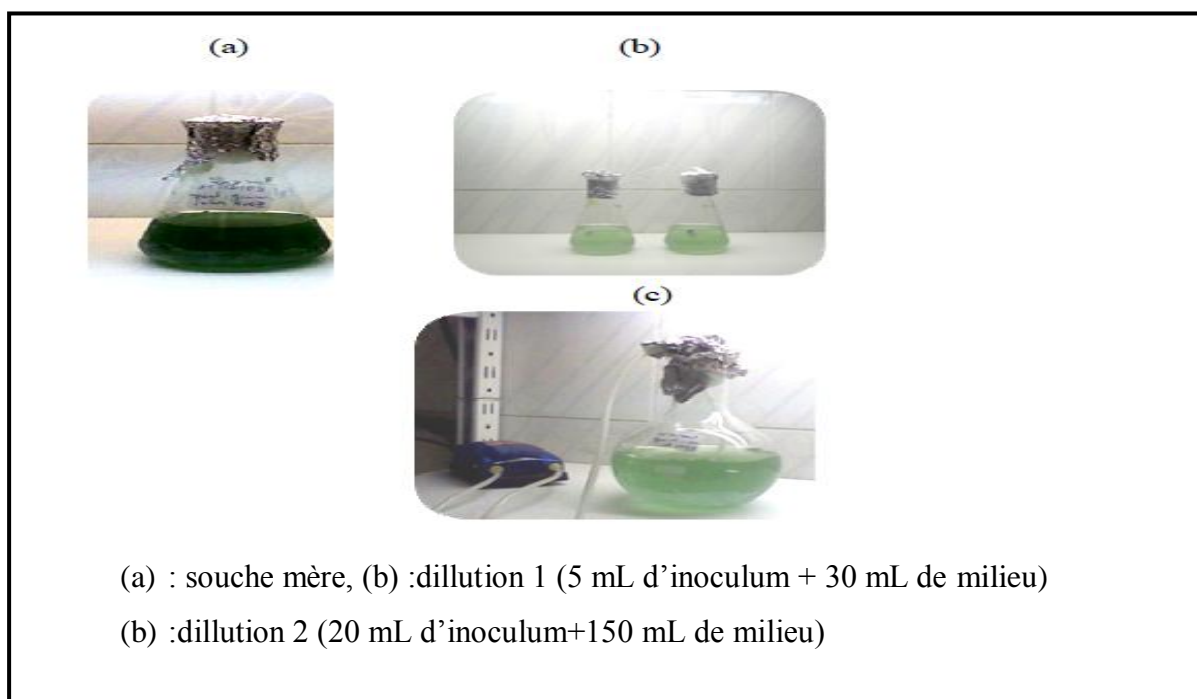 (a) (b)
(c)
(a) : souche mère, (b) :dillution 1 (5 mL d’inoculum + 30 mL de milieu)
(b) :dillution 2 (20 mL d’inoculum+150 mL de milieu)